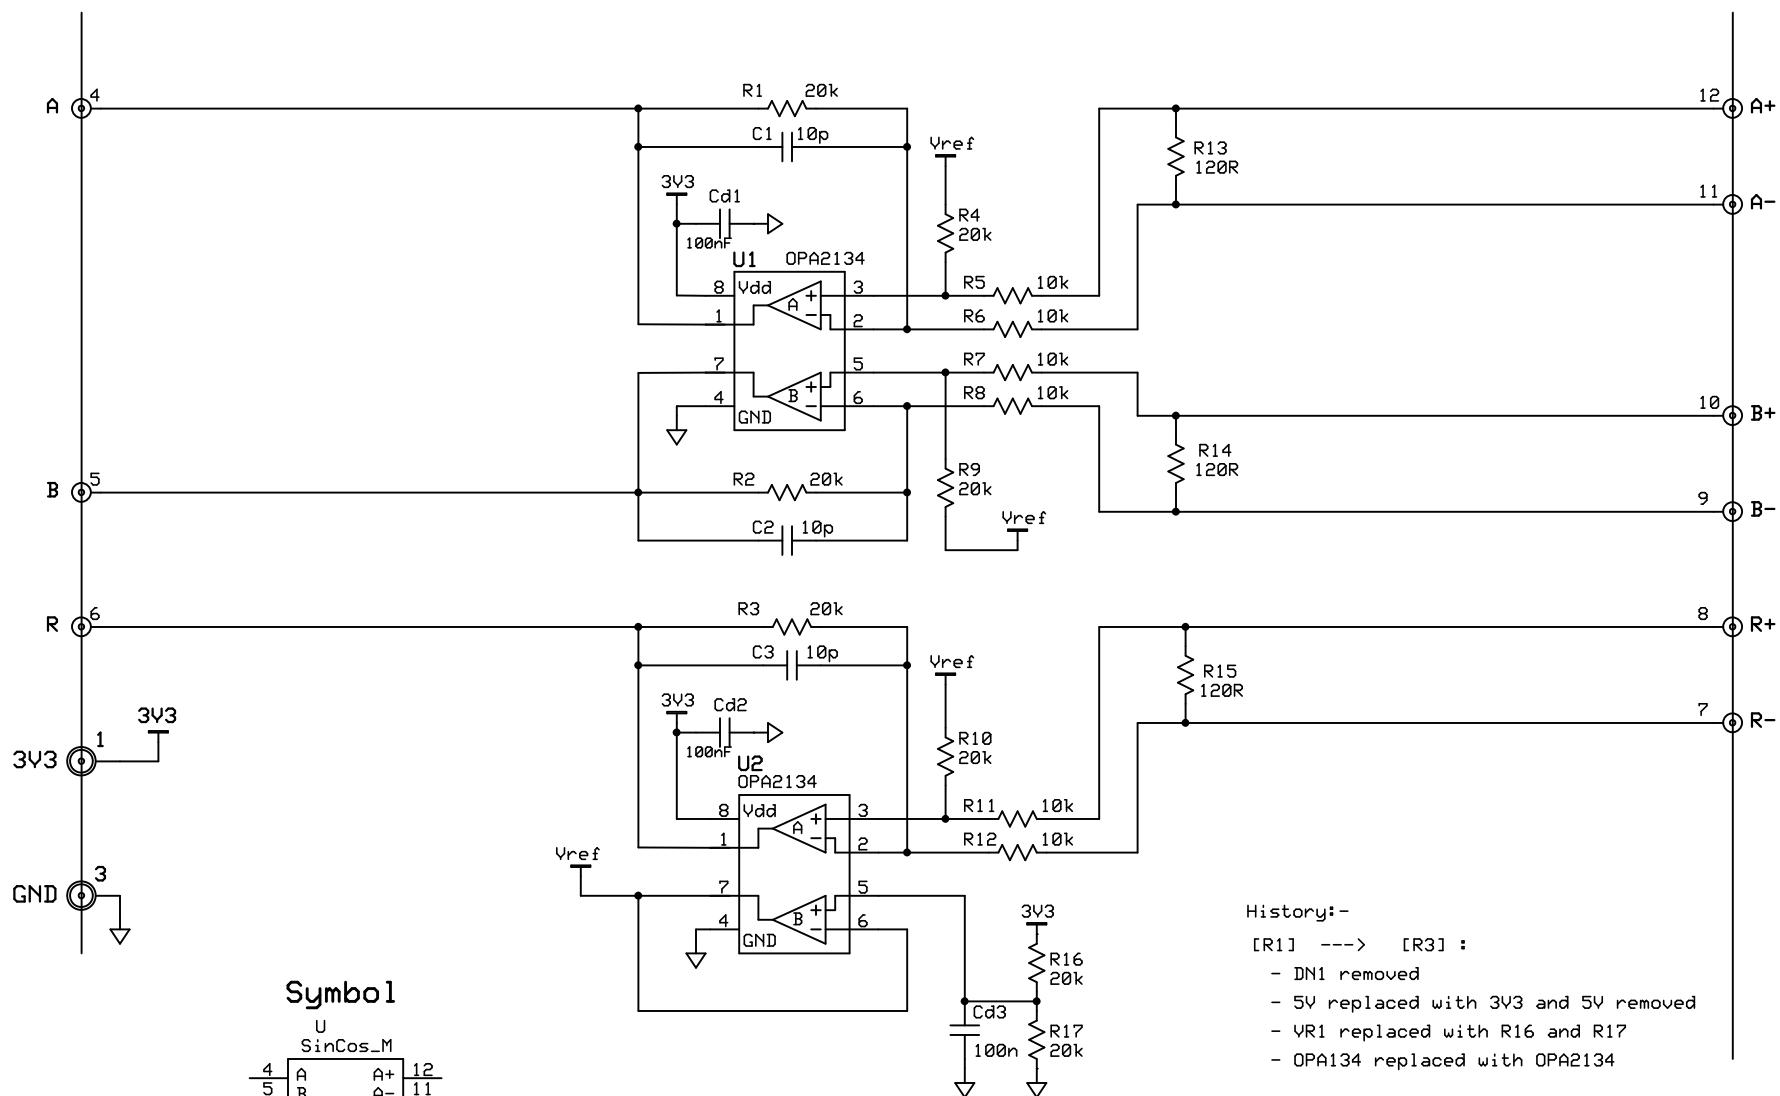 R1 20k
A 4
12 A+
C1 10p
Vref
R13
120R
3V3
Cd1
11 A-
R4
20k
100nF
U1 OPA2134
R5 10k
8 Vdd 3
A + -
1 2
R6 10k
7 5
R7 10k
B + -
4 6
R8 10k
GND
10 B+
R14
120R
B 5
R2 20k
R9
20k
9 B-
C2 10p
Vref
R3 20k
R 6
8 R+
C3 10p
Vref
R15
120R
3V3
Cd2
7 R-
3V3
1
3V3
R10
20k
100nF
U2
OPA2134
R11 10k
8 Vdd 3
A + -
1 2
R12 10k
Vref
3
GND
7 5
B + -
4 6
GND
3V3
R16
20k
Cd3
100n
R17
20k
History:-
[R1] ---> [R3] :
- DN1 removed
- 5V replaced with 3V3 and 5V removed
- VR1 replaced with R16 and R17
- OPA134 replaced with OPA2134
Symbol
U
SinCos_M
4 A A+ 12
5 B A- 11